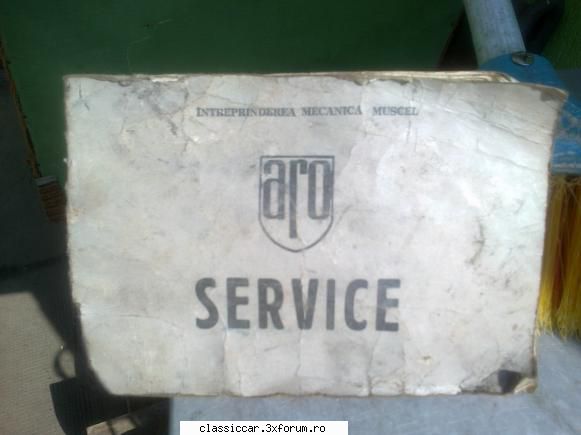 INTREPRINDEREA MECANICA MUSCEL
aro
SERVICE
classiccar.3xforum.ro